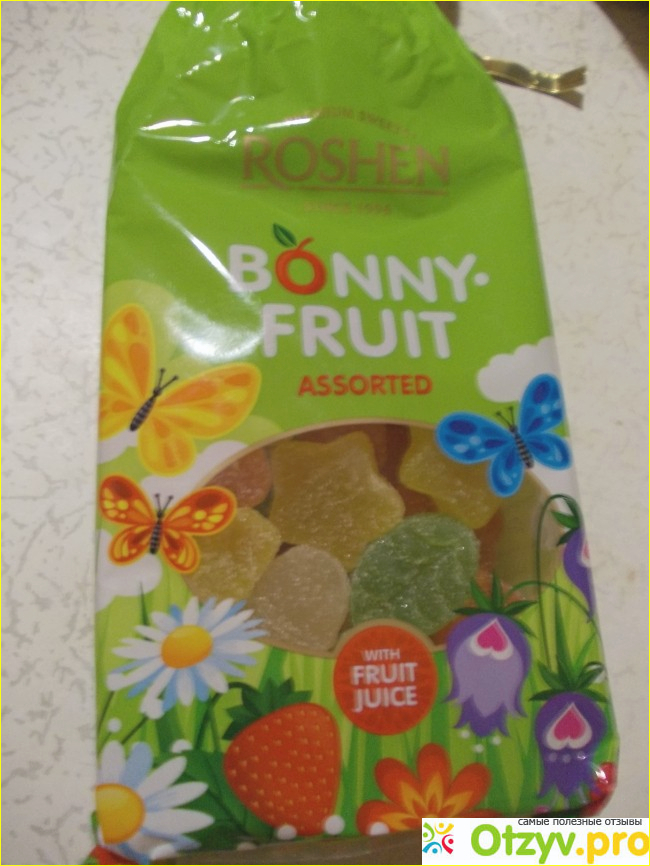 ROSHEN
BONNY-
FRUIT
ASSORTED
WITH
FRUIT
JUICE
самые полезные отзывы
Otzyv.pro